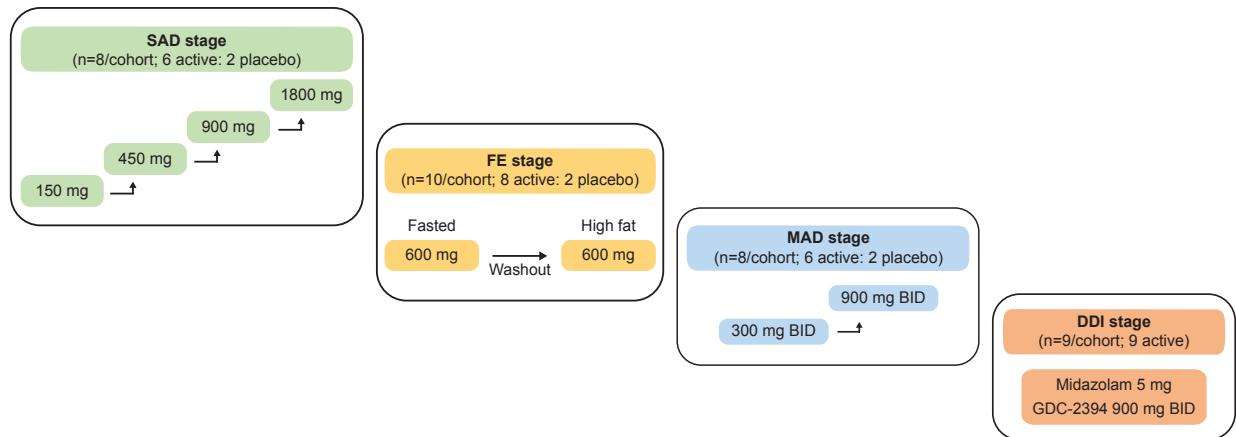 SAD stage
(n=8/cohort; 6 active: 2 placebo)
1800 mg
900 mg
450 mg
150 mg
FE stage
(n=10/cohort; 8 active: 2 placebo)
Fasted
High fat
600 mg
Washout
600 mg
MAD stage
(n=8/cohort; 6 active: 2 placebo)
900 mg BID
300 mg BID
DDI stage
(n=9/cohort; 9 active)
Midazolam 5 mg
GDC-2394 900 mg BID